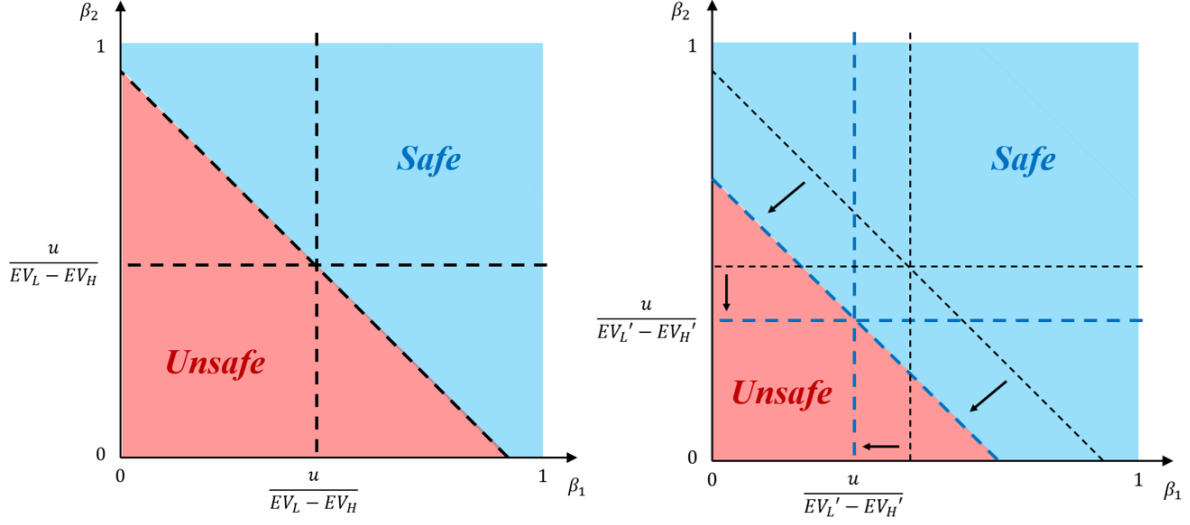 β₂
1
Safe
u
EV_L − EV_H
Unsafe
0
0
u
EV_L − EV_H
1
β₁
β₂
1
Safe
u
EV_L′ − EV_H′
Unsafe
0
0
u
EV_L′ − EV_H′
1
β₁